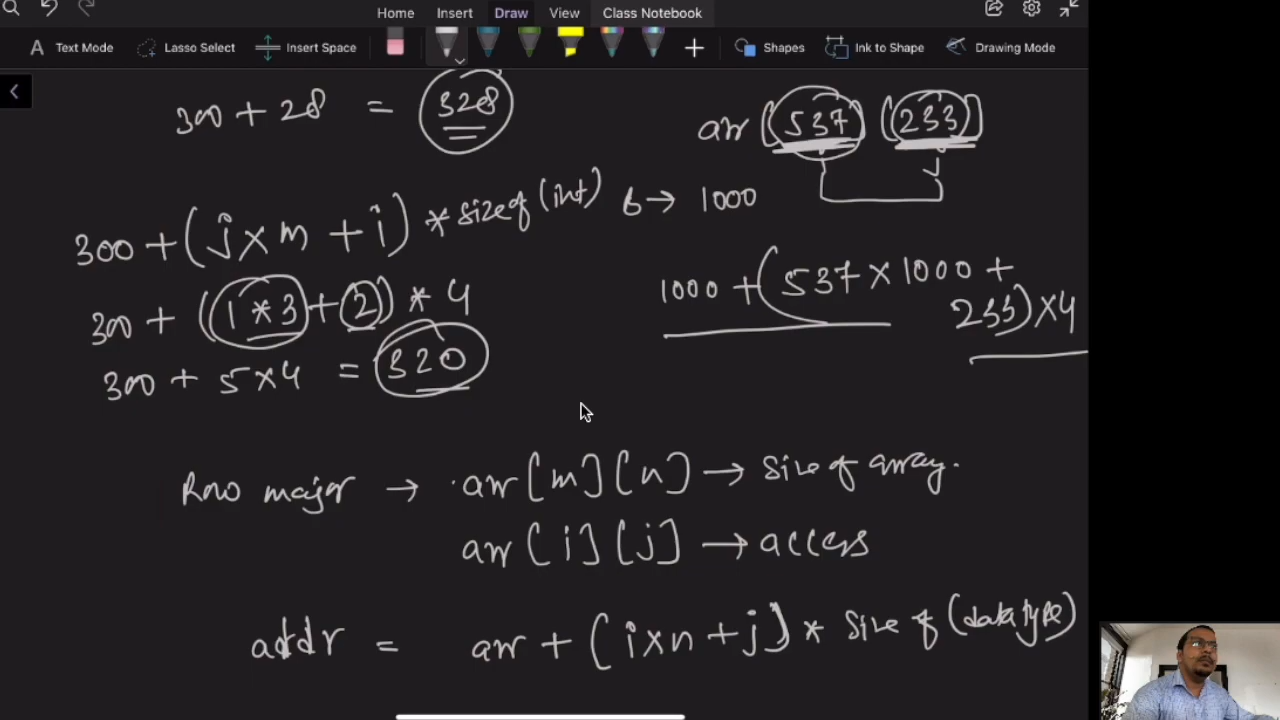 Home Insert Draw View Class Notebook
A Text Mode Lasso Select Insert Space Shapes Ink to Shape Drawing Mode
300 + 28 = 328
arr [537] [233]
300 + (j x m + i) * sizeof (int)
b → 1000
300 + ((1 * 3) + 2) * 4
1000 + (537 x 1000 +
233) x 4
300 + 5 x 4 = 320
Row major → arr [m] [n] → Size of array.
arr [i] [j] → access
addr = arr + (i x n + j) * Size of (datatype)